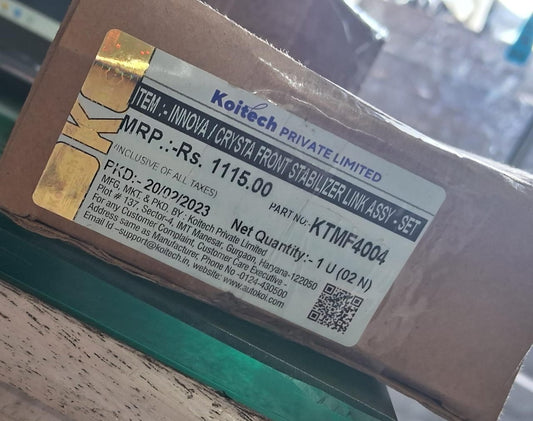 Koitech PRIVATE LIMITED
ITEM :- INNOVA / CRYSTA FRONT STABILIZER LINK ASSY - SET
MRP.:-Rs. 1115.00
(INCLUSIVE OF ALL TAXES)
PART NO: KTMF4004
PKD:- 20/02/2023
Net Quantity:- 1 U (02 N)
MFG, MKT. & PKD. BY : Koitech Private Limited
Plot # 137, Sector-4, IMT Manesar, Gurgaon, Haryana-122050
For any Complaint, Customer Care Executive -
Address same as Manufacturer, Phone No -0124-430500
Email Id -support@koitech.in, website: www.autokoi.com